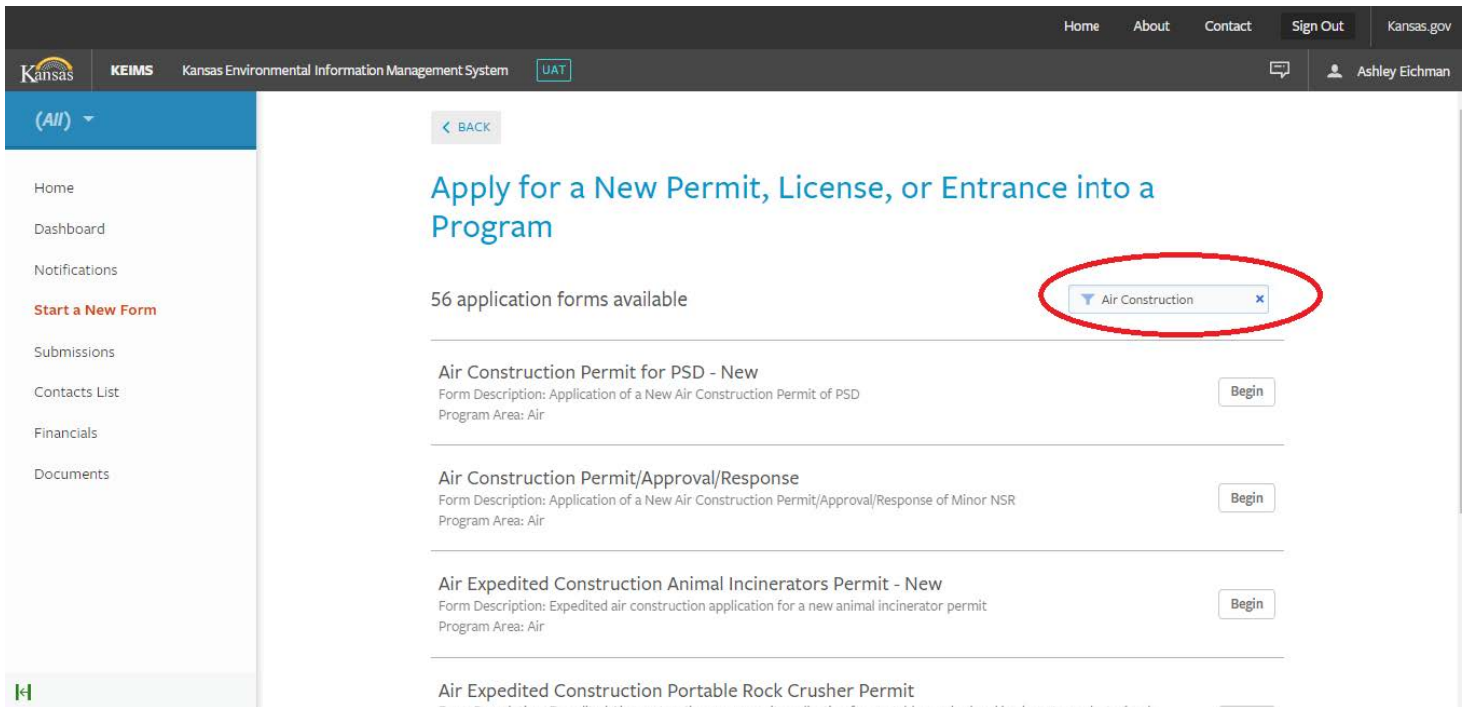 Home About Contact Sign Out Kansas.gov
Kansas KEIMS Kansas Environmental Information Management System UAT Ashley Eichman
(All)
BACK
Home
Dashboard
Notifications
Start a New Form
Submissions
Contacts List
Financials
Documents
Apply for a New Permit, License, or Entrance into a
Program
56 application forms available
Air Construction
Air Construction Permit for PSD - New
Form Description: Application of a New Air Construction Permit of PSD
Program Area: Air
Begin
Air Construction Permit/Approval/Response
Form Description: Application of a New Air Construction Permit/Approval/Response of Minor NSR
Program Area: Air
Begin
Air Expedited Construction Animal Incinerators Permit - New
Form Description: Expedited air construction application for a new animal incinerator permit
Program Area: Air
Begin
Air Expedited Construction Portable Rock Crusher Permit